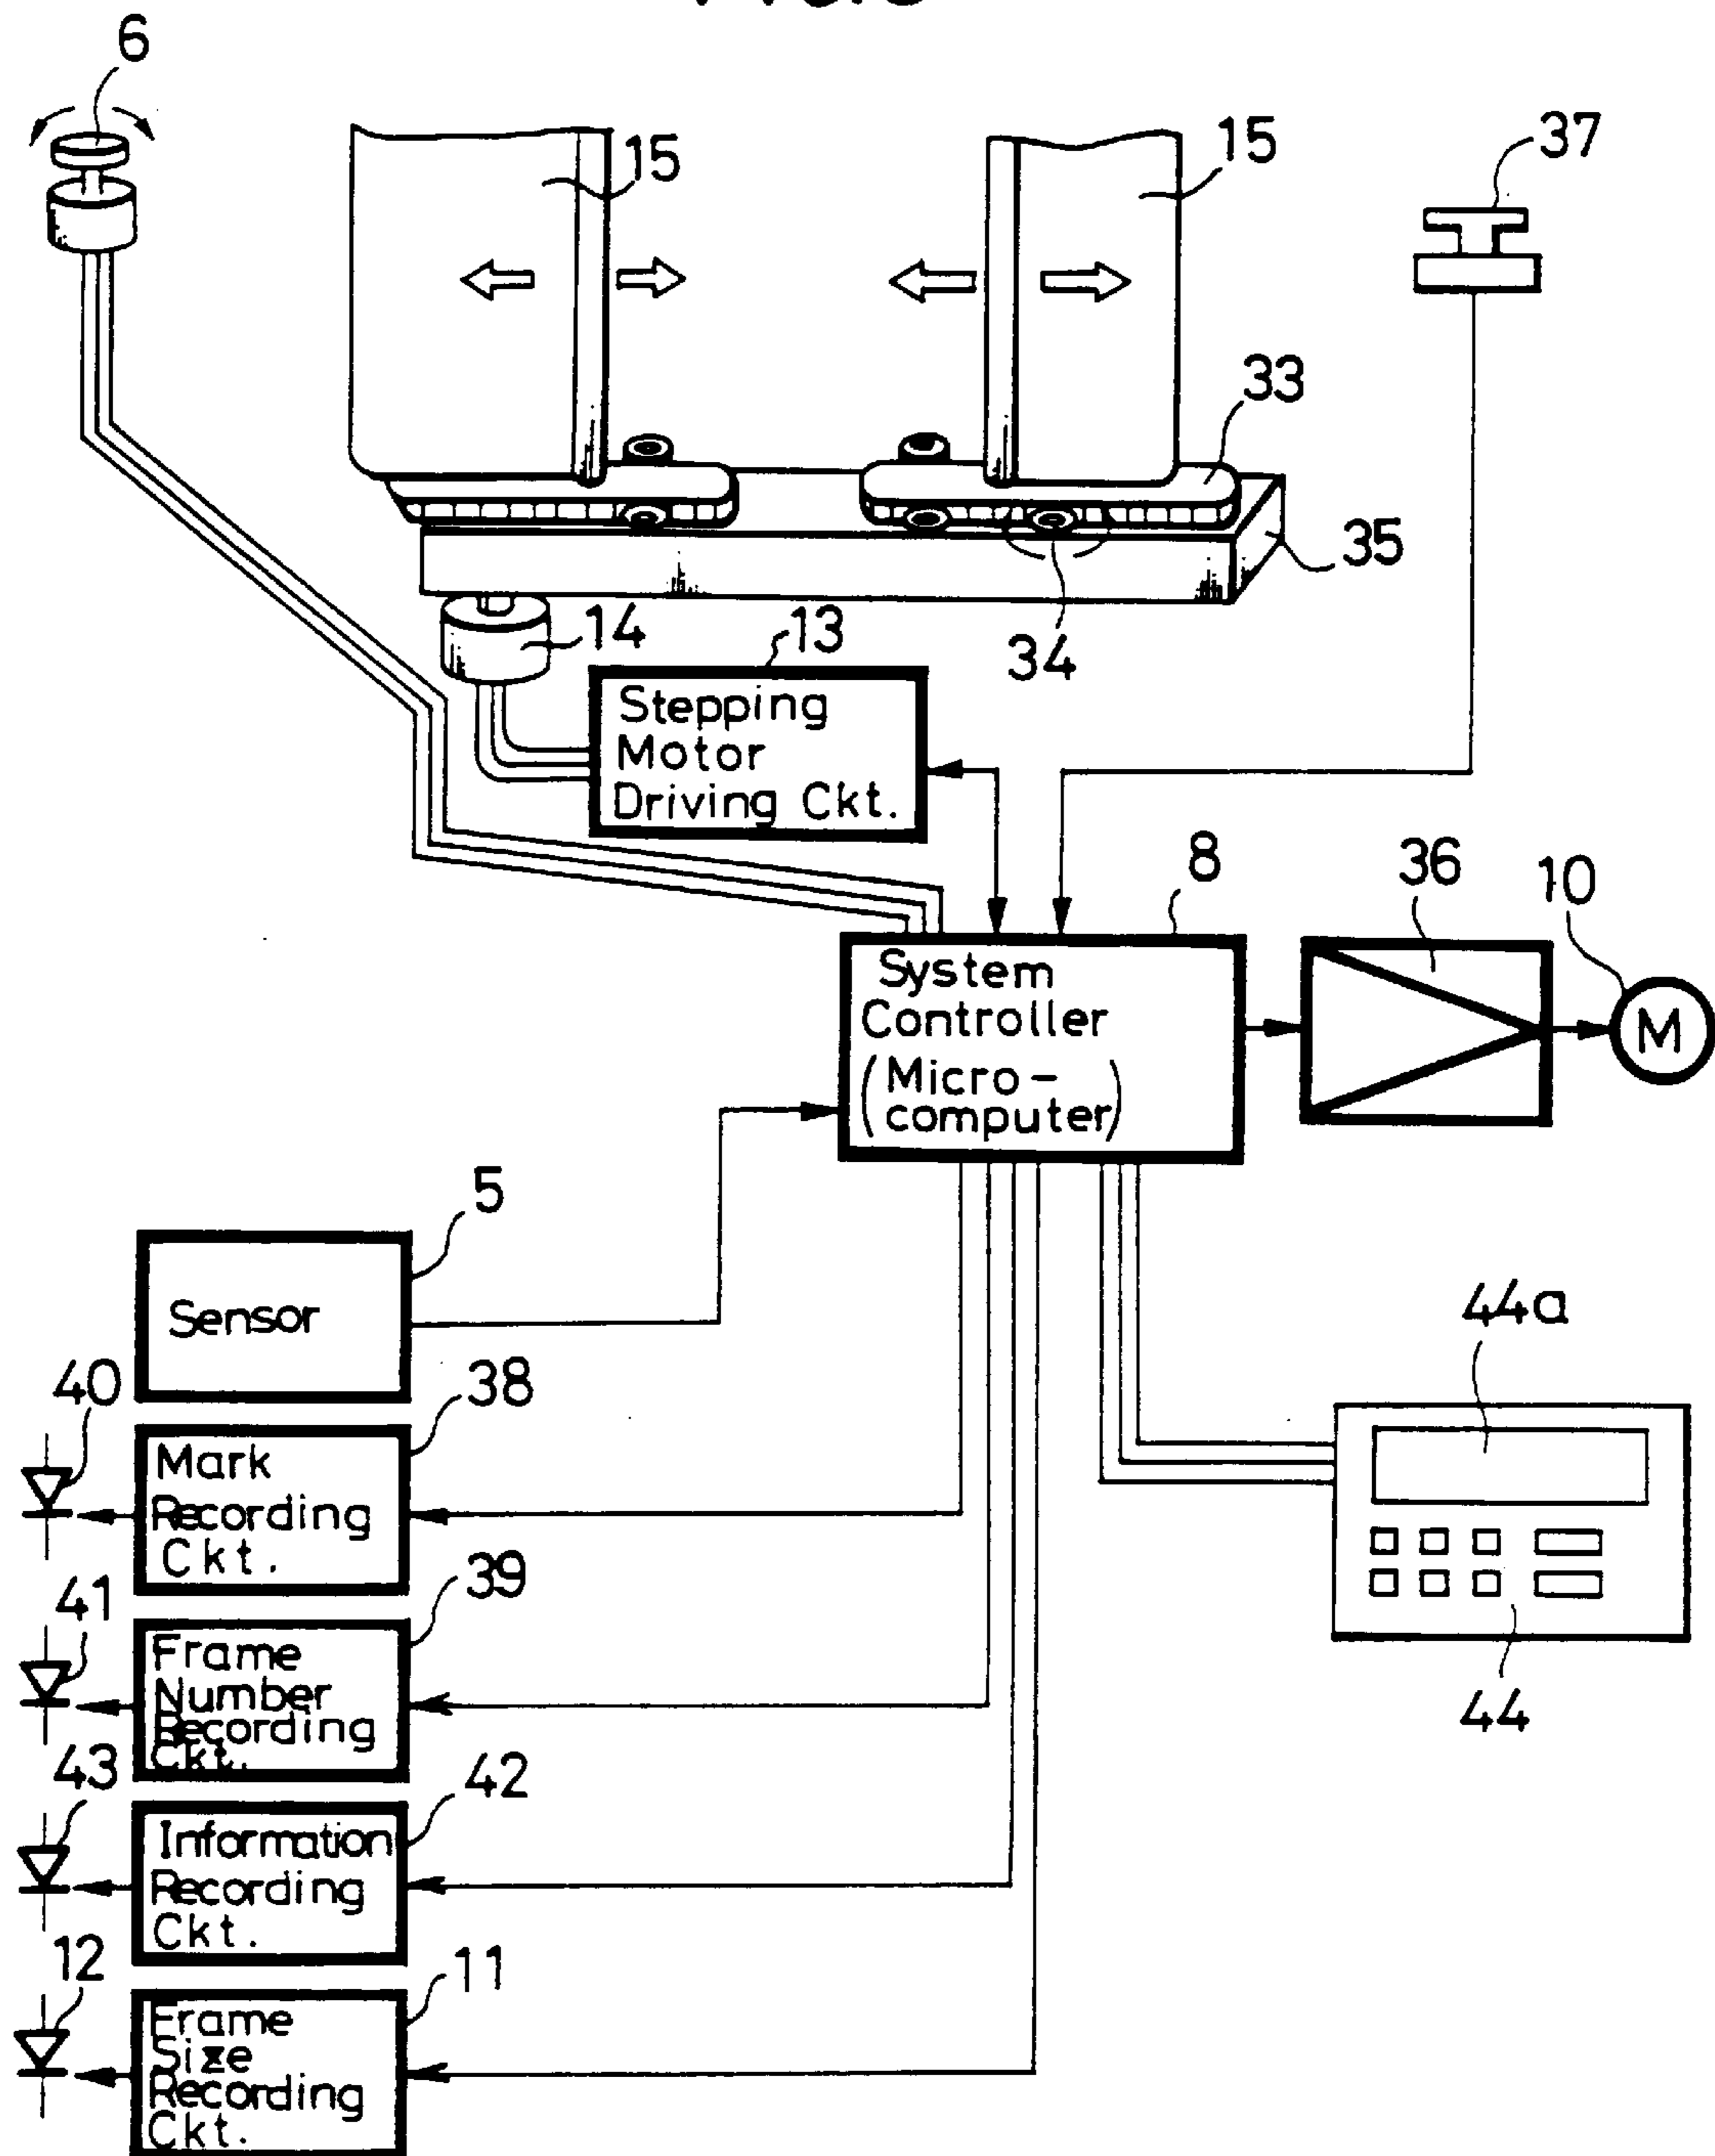 6
15
15
37
33
35
34
14
13
Stepping
Motor
Driving Ckt.
8
36
10
System
Controller
(Micro-
computer)
M
5
Sensor
44a
40
38
Mark
Recording
Ckt.
41
39
Frame
Number
Recording
Ckt.
44
43
42
Information
Recording
Ckt.
12
11
Frame
Size
Recording
Ckt.